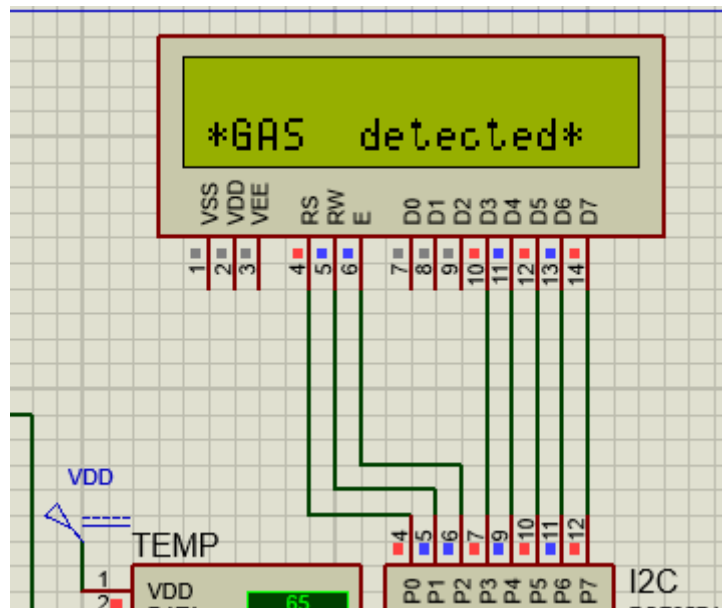 *GAS detected*
VSS VDD VEE RS RW E D0 D1 D2 D3 D4 D5 D6 D7
1 2 3 4 5 6 7 8 9 10 11 12 13 14
VDD
4 5 6 7 9 10 11 12
TEMP
I2C
1 VDD
P0 P1 P2 P3 P4 P5 P6 P7
2
65